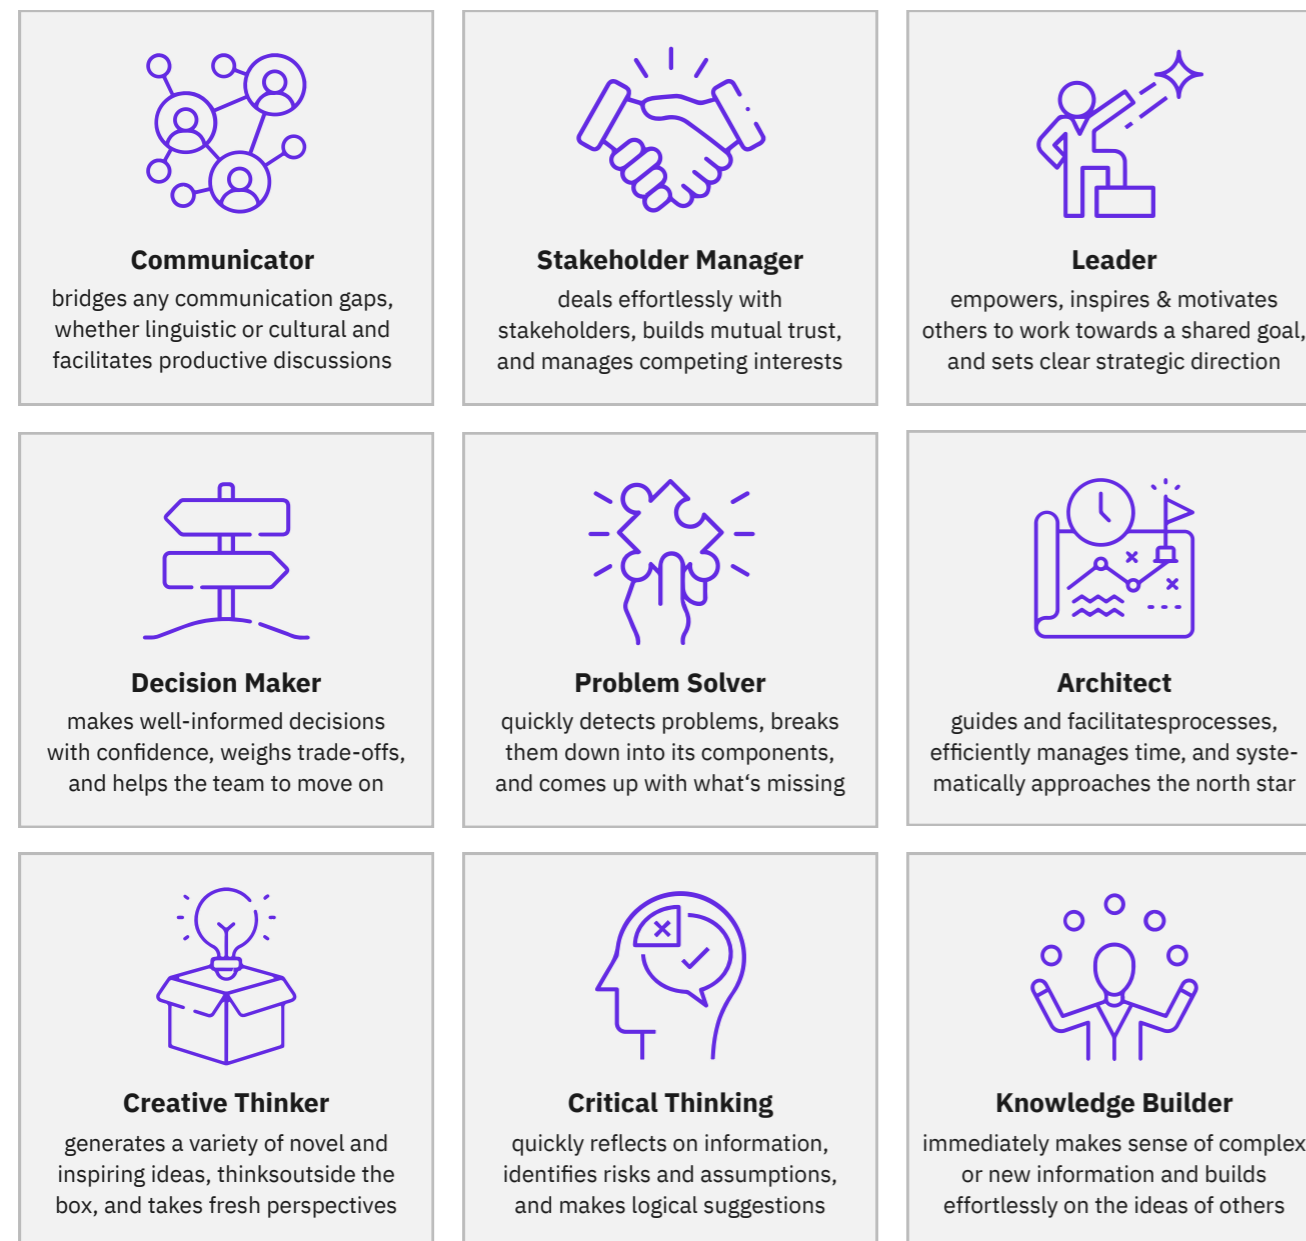 Communicator
bridges any communication gaps,
whether linguistic or cultural and
facilitates productive discussions
Stakeholder Manager
deals effortlessly with
stakeholders, builds mutual trust,
and manages competing interests
Leader
empowers, inspires & motivates
others to work towards a shared goal,
and sets clear strategic direction
Decision Maker
makes well-informed decisions
with confidence, weighs trade-offs,
and helps the team to move on
Problem Solver
quickly detects problems, breaks
them down into its components,
and comes up with what‘s missing
Architect
guides and facilitatesprocesses,
efficiently manages time, and syste-
matically approaches the north star
Creative Thinker
generates a variety of novel and
inspiring ideas, thinksoutside the
box, and takes fresh perspectives
Critical Thinking
quickly reflects on information,
identifies risks and assumptions,
and makes logical suggestions
Knowledge Builder
immediately makes sense of complex
or new information and builds
effortlessly on the ideas of others